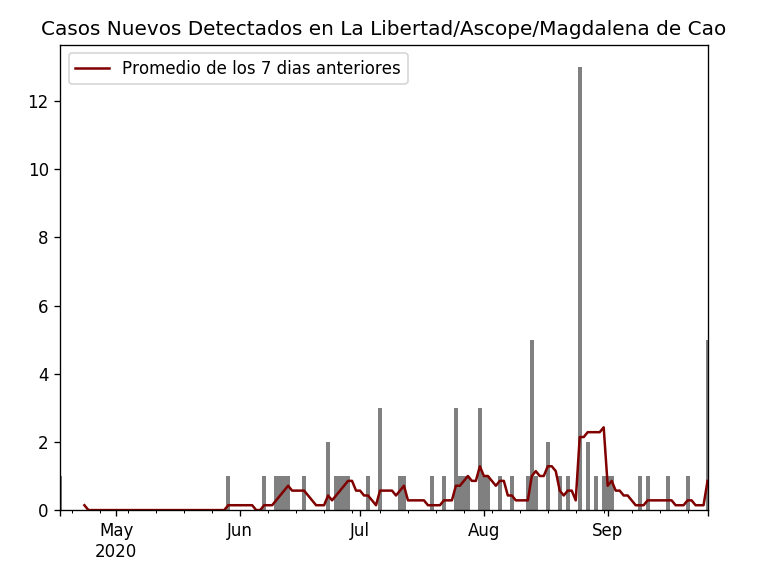 Casos Nuevos Detectados en La Libertad/Ascope/Magdalena de Cao
Promedio de los 7 dias anteriores
12
10
8
6
4
2
0
May
2020
Jun
Jul
Aug
Sep